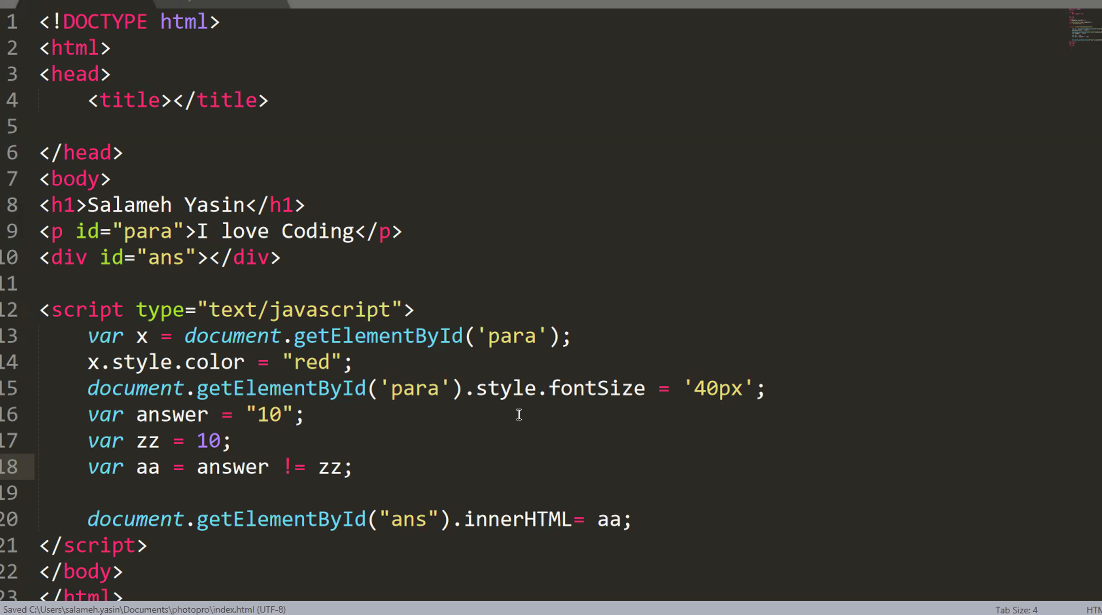 1 <!DOCTYPE html>
2 <html>
3 <head>
4     <title></title>
5
6 </head>
7 <body>
8 <h1>Salameh Yasin</h1>
9 <p id="para">I love Coding</p>
10 <div id="ans"></div>
11
12 <script type="text/javascript">
13     var x = document.getElementById('para');
14     x.style.color = "red";
15     document.getElementById('para').style.fontSize = '40px';
16     var answer = "10";
17     var zz = 10;
18     var aa = answer != zz;
19
20     document.getElementById("ans").innerHTML= aa;
21 </script>
22 </body>
23 </html>
Saved C:\Users\salameh.yasin\Documents\photopro\index.html (UTF-8) Tab Size: 4 HTM